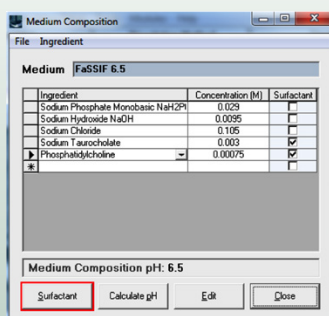 Medium Composition
File Ingredient
Medium FaSSIF 6.5
Ingredient Concentration (M) Surfactant
Sodium Phosphate Monobasic NaH2P 0.029
Sodium Hydroxide NaOH 0.0095
Sodium Chloride 0.105
Sodium Taurocholate 0.003
Phosphatidylcholine 0.00075
Medium Composition pH: 6.5
Surfactant Calculate pH Edit Close